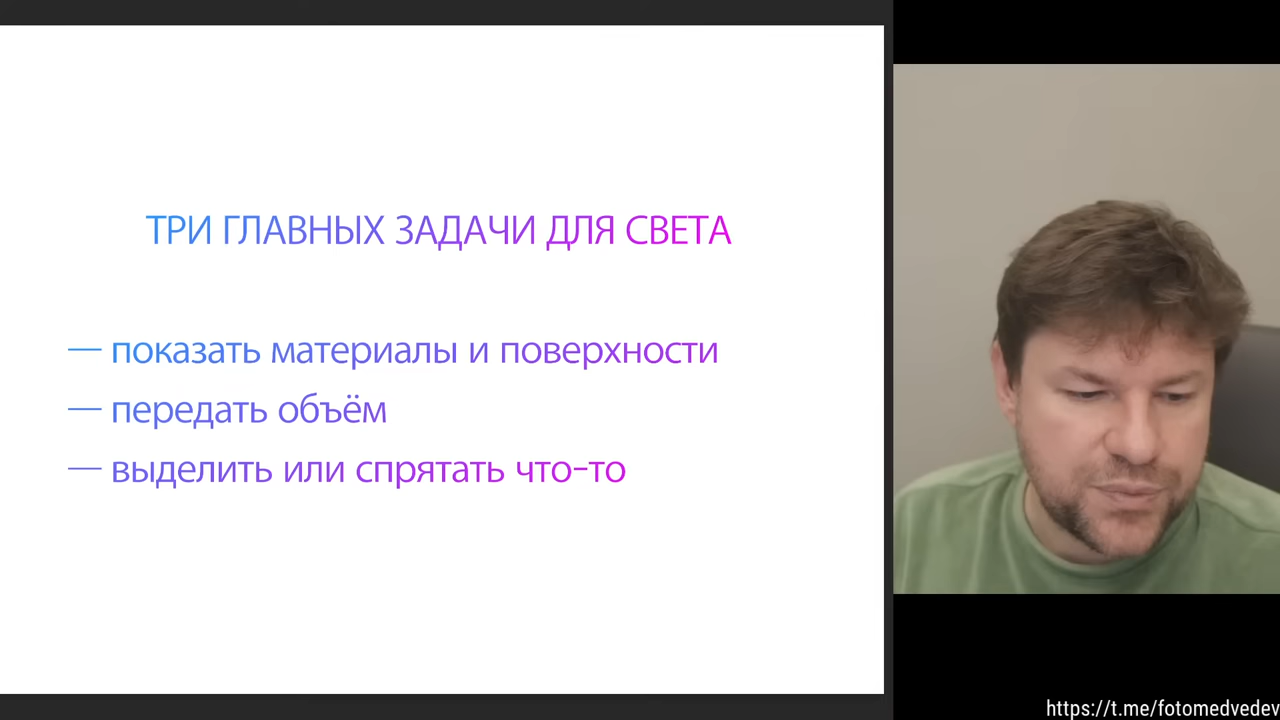 ТРИ ГЛАВНЫХ ЗАДАЧИ ДЛЯ СВЕТА
— показать материалы и поверхности
— передать объём
— выделить или спрятать что-то
https://t.me/fotomedvedev